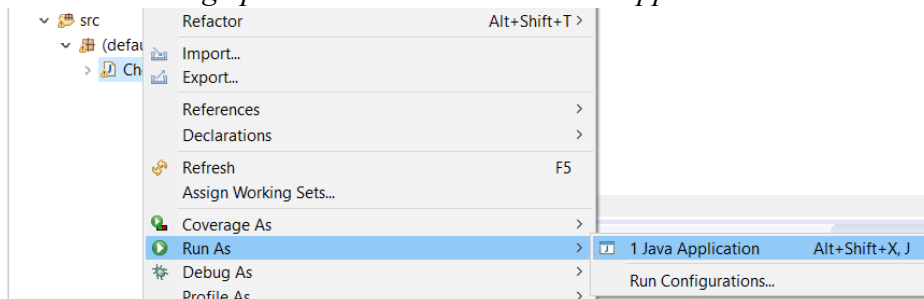 src
Refactor Alt+Shift+T >
(defau
Import...
Ch
Export...
References >
Declarations >
Refresh F5
Assign Working Sets...
Coverage As >
Run As >
1 Java Application Alt+Shift+X, J
Debug As >
Run Configurations...
Profile As >